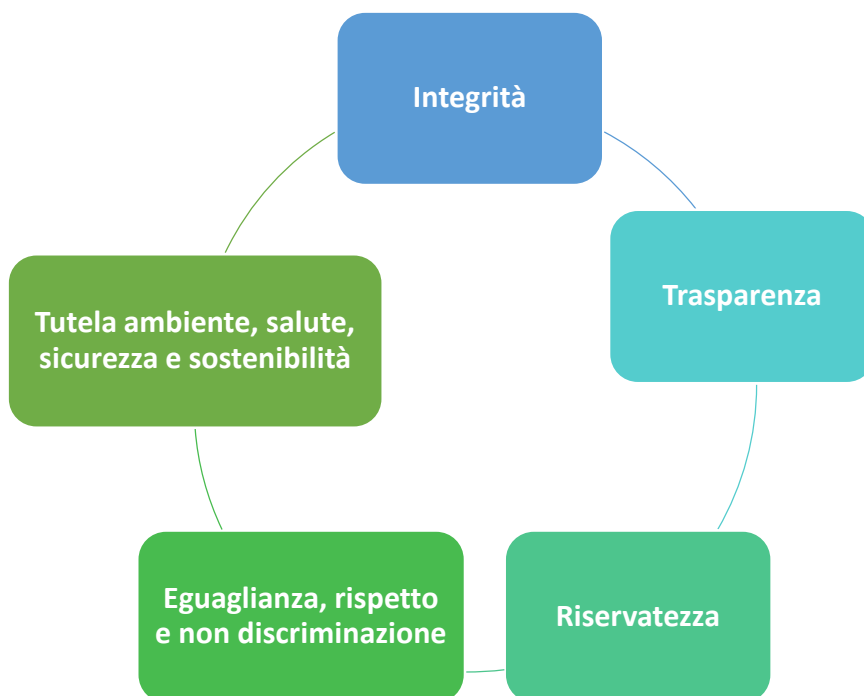 Integrità
Trasparenza
Riservatezza
Eguaglianza, rispetto
e non discriminazione
Tutela ambiente, salute,
sicurezza e sostenibilità